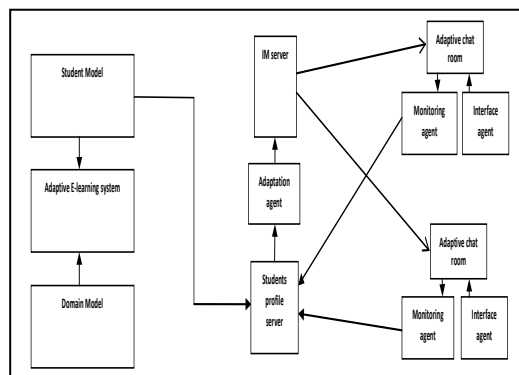 Student Model
Adaptive E-learning system
Domain Model
IM server
Adaptation
agent
Students
profile
server
Adaptive chat
room
Monitoring
agent
Interface
agent
Adaptive chat
room
Monitoring
agent
Interface
agent